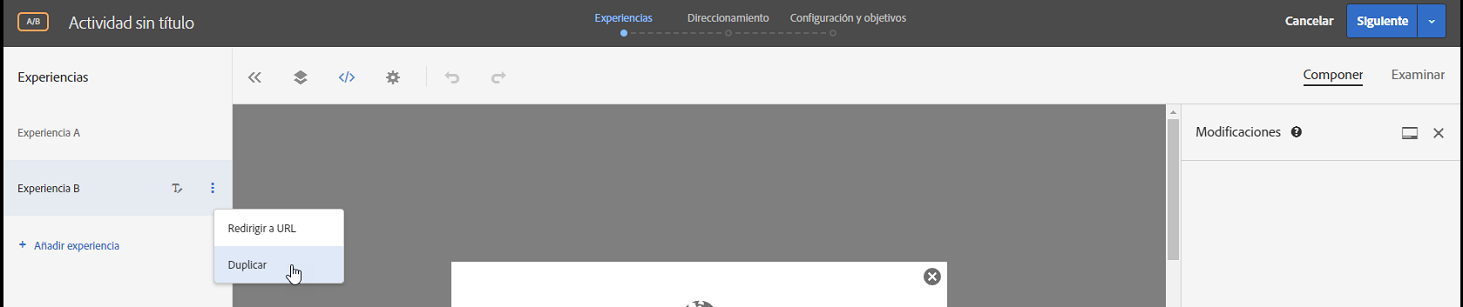 A/B Actividad sin título
Experiencias Direccionamiento Configuración y objetivos
Cancelar Siguiente
Experiencias
</> Componer Examinar
Experiencia A
Modificaciones ?
Experiencia B
Redirigir a URL
+ Añadir experiencia
Duplicar